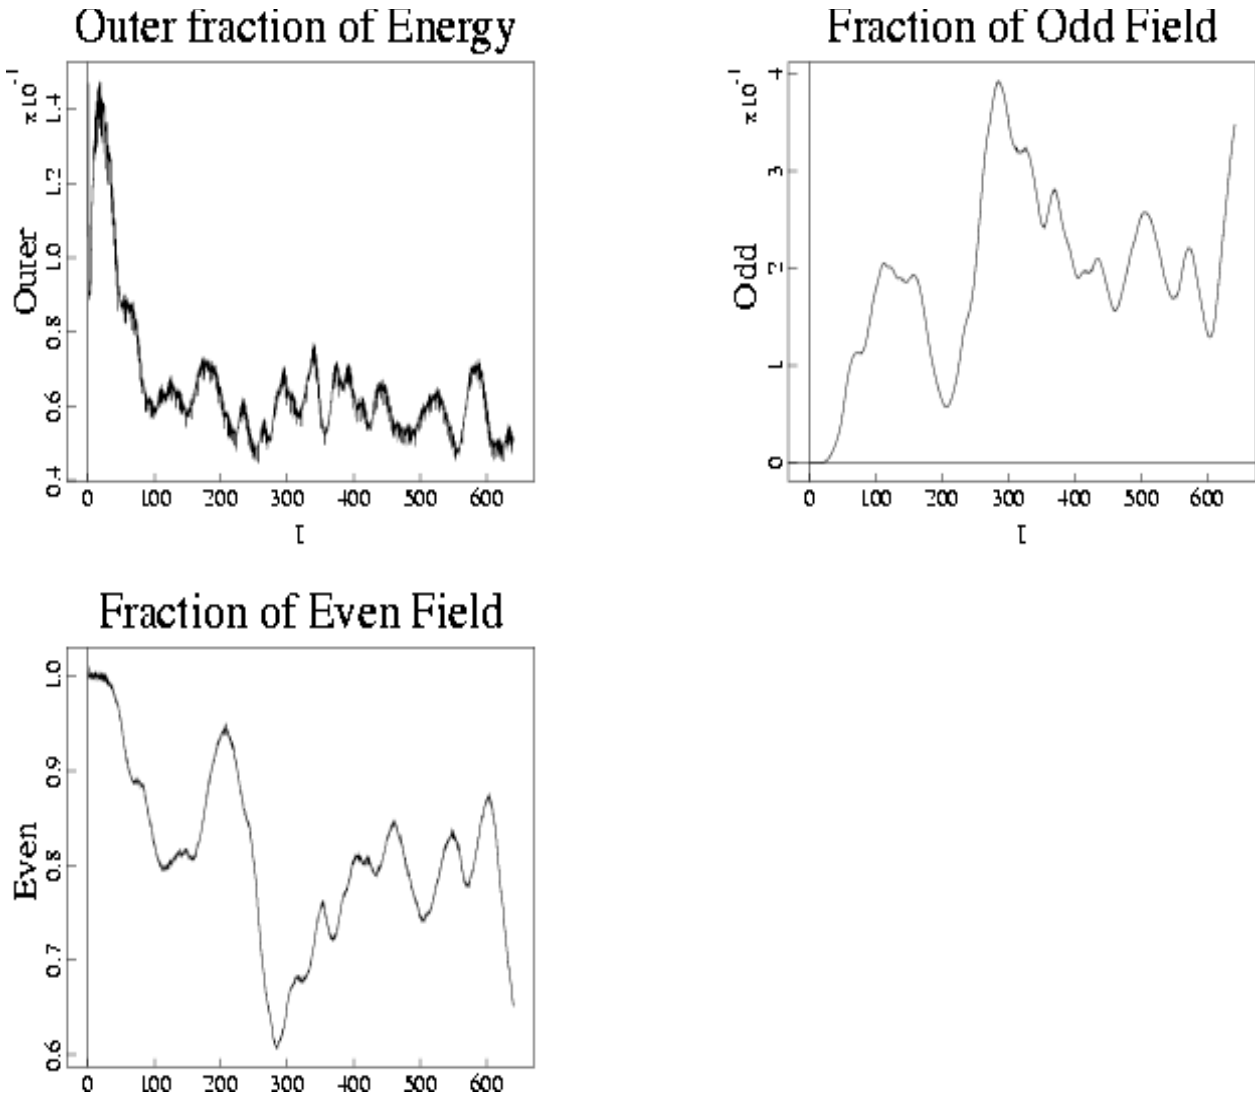 Outer fraction of Energy
x10⁻¹
Outer
0.4 0.6 0.8 1.0 1.2 1.4
0 100 200 300 400 500 600
Fraction of Odd Field
x10⁻¹
Odd
0 1 2 3 4
0 100 200 300 400 500 600
Fraction of Even Field
Even
0.6 0.7 0.8 0.9 1.0
0 100 200 300 400 500 600